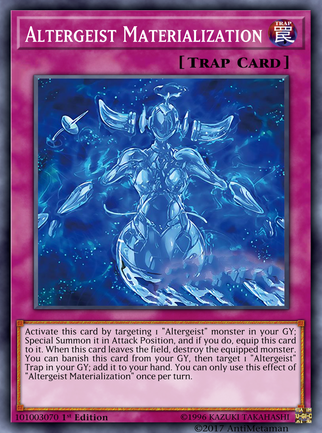 ALTERGEIST MATERIALIZATION
TRAP
罠
[TRAP CARD]
Activate this card by targeting 1 "Altergeist" monster in your GY;
Special Summon it in Attack Position, and if you do, equip this card
to it. When this card leaves the field, destroy the equipped monster.
You can banish this card from your GY, then target 1 "Altergeist"
Trap in your GY; add it to your hand. You can only use this effect of
"Altergeist Materialization" once per turn.
101003070 1st Edition
©1996 KAZUKI TAKAHASHI
©2017 AntiMetaman